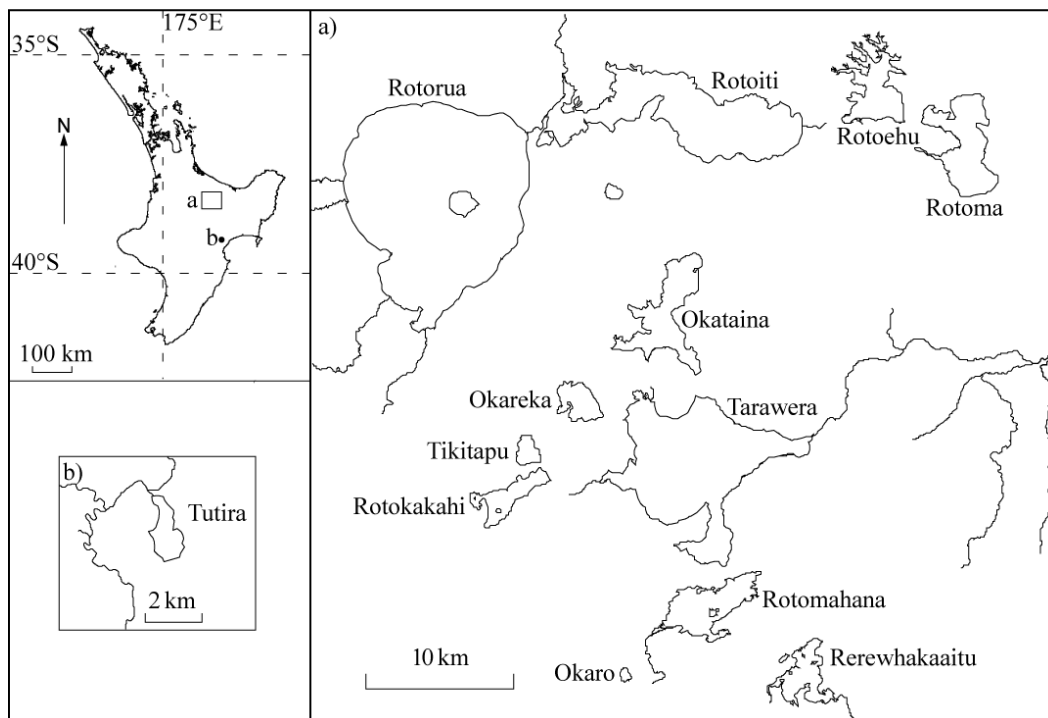 175°E
35°S
N
a
b
40°S
100 km
b)
Tutira
2 km
a)
Rotorua
Rotoiti
Rotoehu
Rotoma
Okataina
Okareka
Tarawera
Tikitapu
Rotokakahi
Rotomahana
10 km
Okaro
Rerewhakaaitu